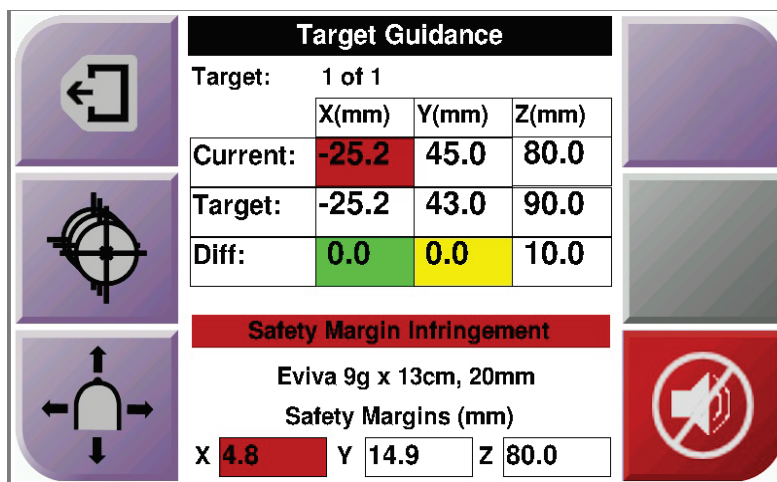 Target Guidance
Target: 1 of 1
X(mm) Y(mm) Z(mm)
Current: -25.2 45.0 80.0
Target: -25.2 43.0 90.0
Diff: 0.0 0.0 10.0
Safety Margin Infringement
Eviva 9g x 13cm, 20mm
Safety Margins (mm)
X 4.8 Y 14.9 Z 80.0